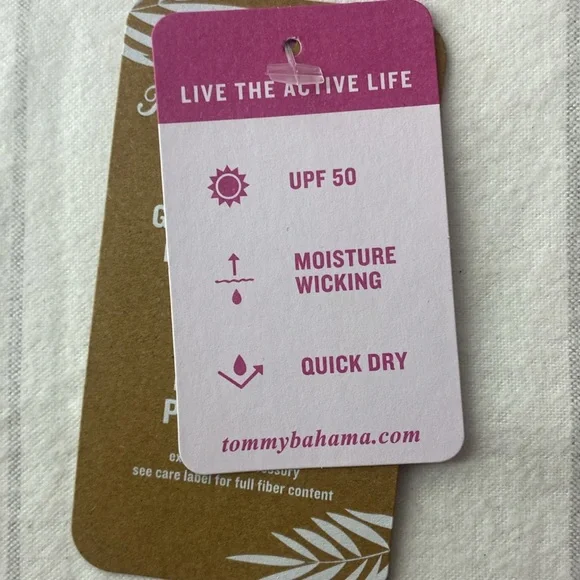 LIVE THE ACTIVE LIFE
UPF 50
MOISTURE
WICKING
QUICK DRY
tommybahama.com
see care label for full fiber content